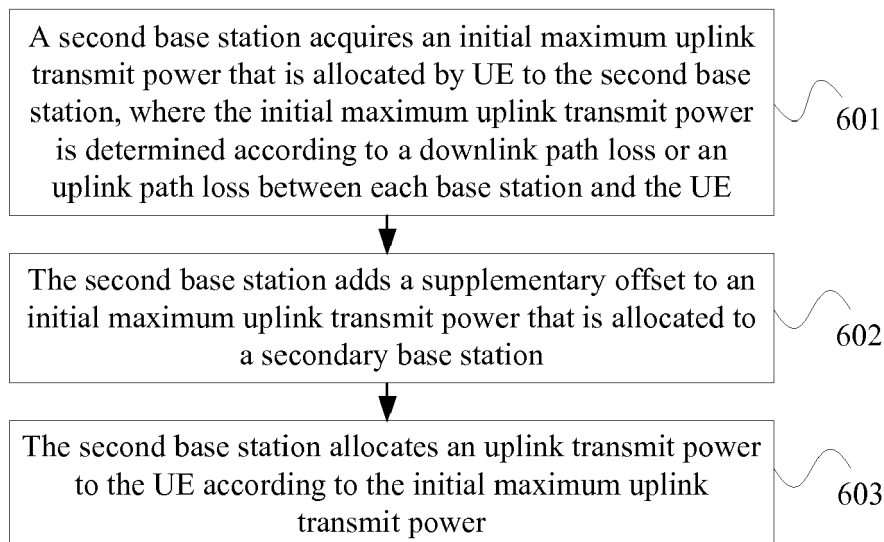 A second base station acquires an initial maximum uplink
transmit power that is allocated by UE to the second base
station, where the initial maximum uplink transmit power
is determined according to a downlink path loss or an
uplink path loss between each base station and the UE
601
The second base station adds a supplementary offset to an
initial maximum uplink transmit power that is allocated to
a secondary base station
602
The second base station allocates an uplink transmit power
to the UE according to the initial maximum uplink
transmit power
603